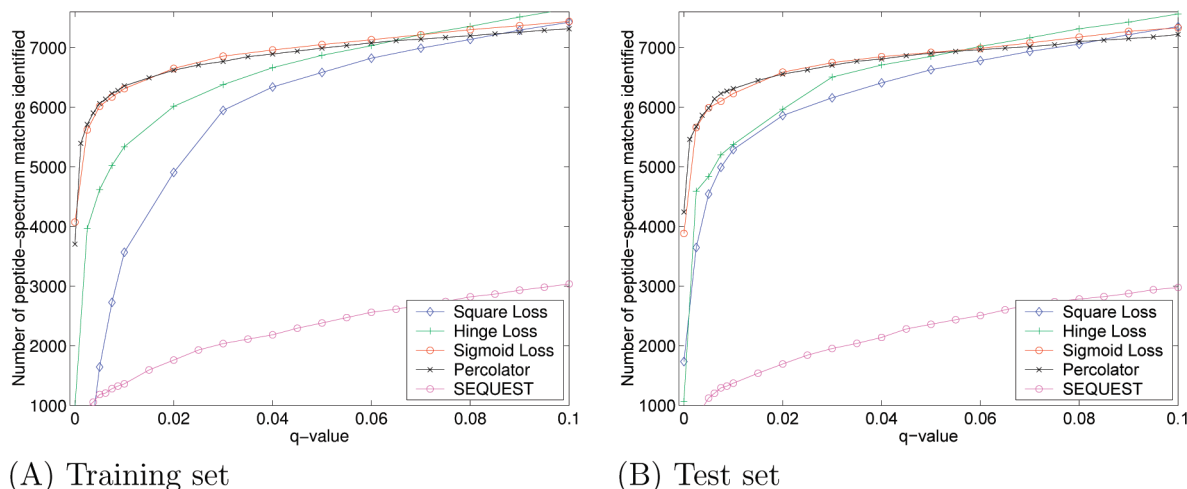 Number of peptide-spectrum matches identified
7000
6000
5000
4000
3000
2000
1000
0
0.02
0.04
0.06
0.08
0.1
q-value
Square Loss
Hinge Loss
Sigmoid Loss
Percolator
SEQUEST
(A) Training set
Number of peptide-spectrum matches identified
7000
6000
5000
4000
3000
2000
1000
0
0.02
0.04
0.06
0.08
0.1
q-value
Square Loss
Hinge Loss
Sigmoid Loss
Percolator
SEQUEST
(B) Test set